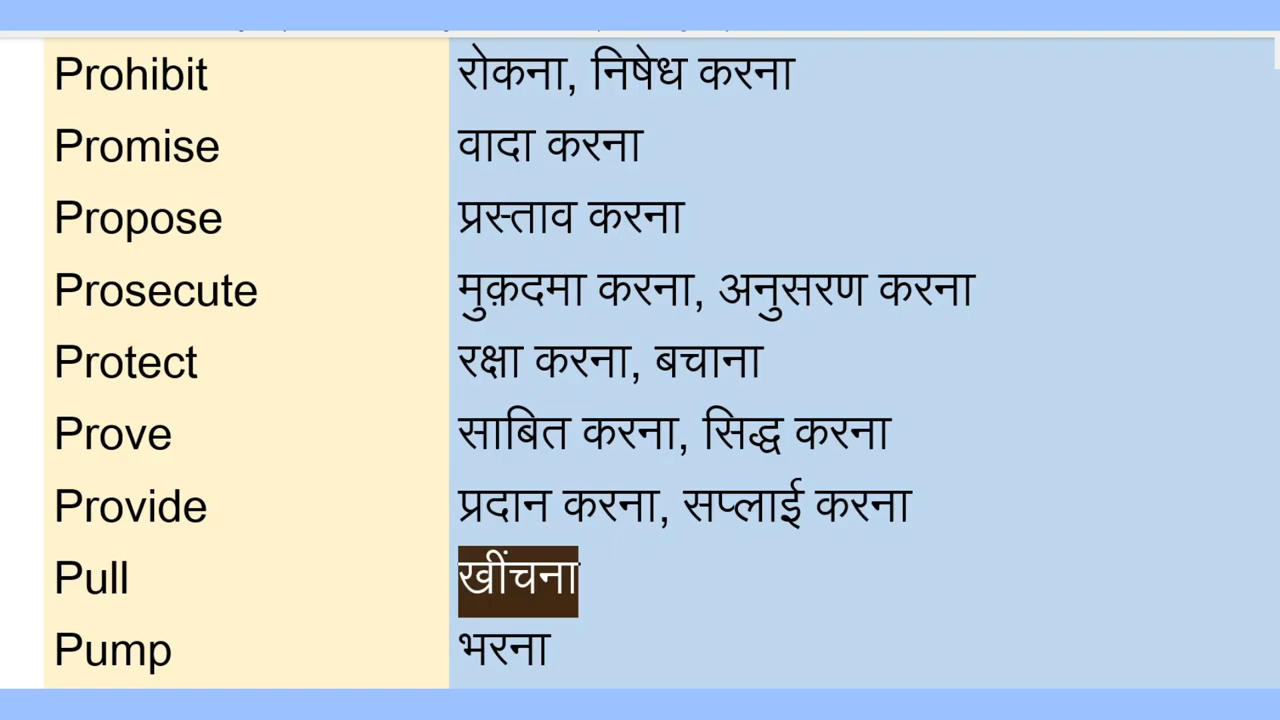 Prohibit रोकना, निषेध करना
Promise वादा करना
Propose प्रस्ताव करना
Prosecute मुक़दमा करना, अनुसरण करना
Protect रक्षा करना, बचाना
Prove साबित करना, सिद्ध करना
Provide प्रदान करना, सप्लाई करना
Pull खींचना
Pump भरना